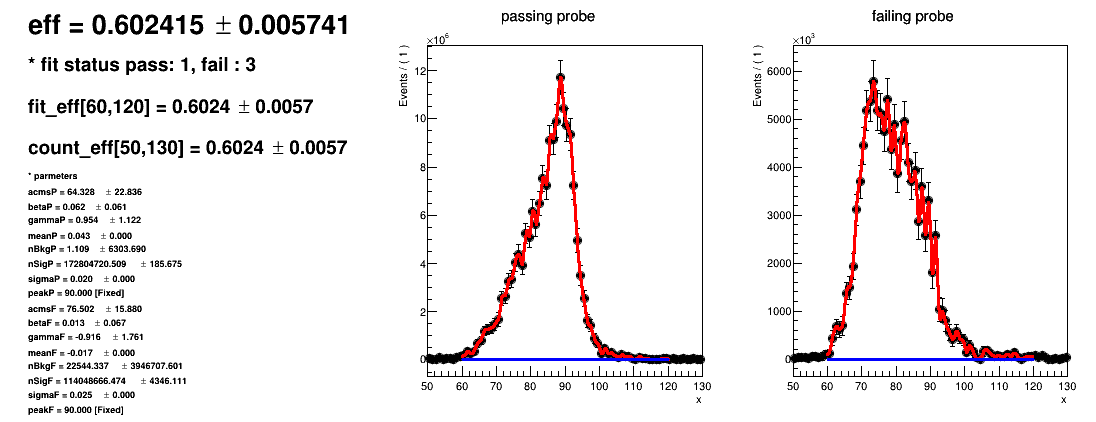 eff = 0.602415 ± 0.005741
* fit status pass: 1, fail : 3
fit_eff[60,120] = 0.6024 ± 0.0057
count_eff[50,130] = 0.6024 ± 0.0057
* parmeters
acmsP = 64.328 ± 22.836
betaP = 0.062 ± 0.061
gammaP = 0.954 ± 1.122
meanP = 0.043 ± 0.000
nBkgP = 1.109 ± 6303.690
nSigP = 172804720.509 ± 185.675
sigmaP = 0.020 ± 0.000
peakP = 90.000 [Fixed]
acmsF = 76.502 ± 15.880
betaF = 0.013 ± 0.067
gammaF = -0.916 ± 1.761
meanF = -0.017 ± 0.000
nBkgF = 22544.337 ± 3946707.601
nSigF = 114048666.474 ± 4346.111
sigmaF = 0.025 ± 0.000
peakF = 90.000 [Fixed]
passing probe
×10⁶
Events / ( 1 )
12
10
8
6
4
2
0
50 60 70 80 90 100 110 120 130
x
failing probe
×10³
Events / ( 1 )
6000
5000
4000
3000
2000
1000
0
50 60 70 80 90 100 110 120 130
x